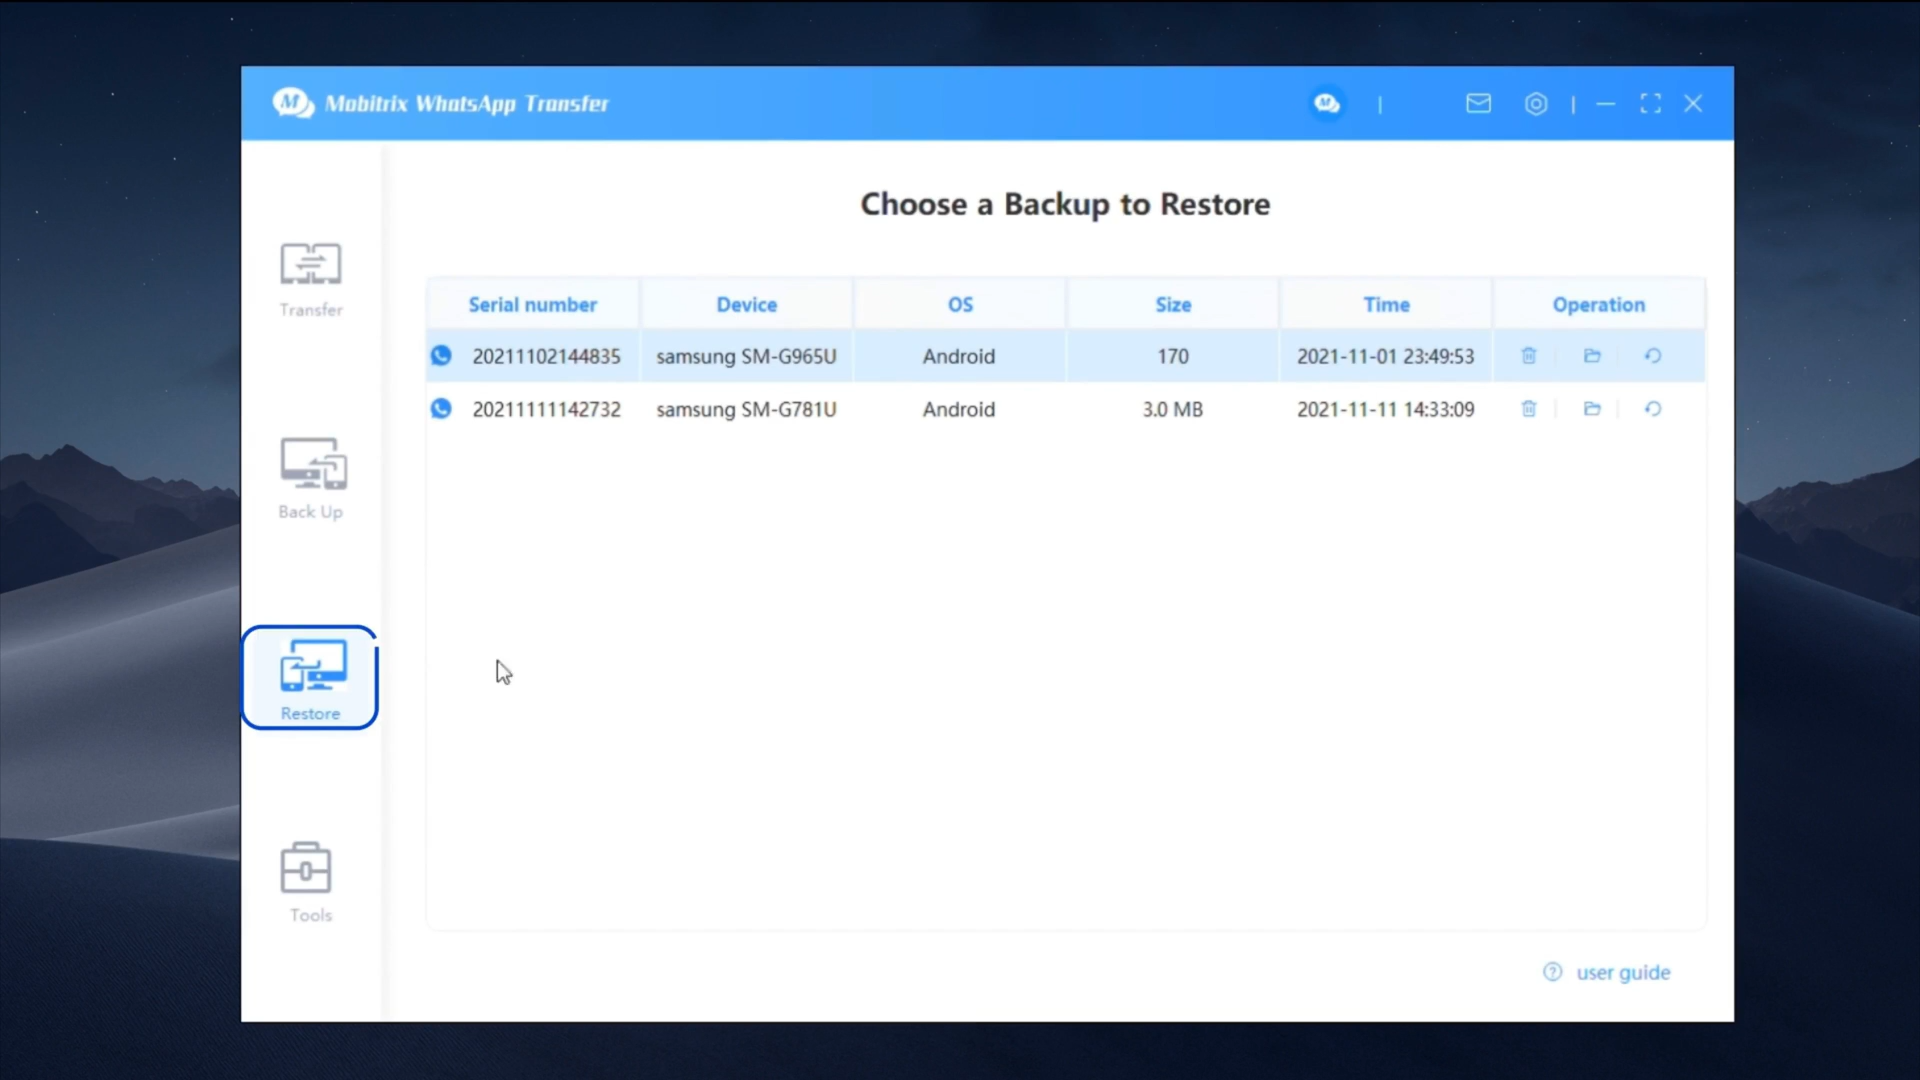 M Mobitrix WhatsApp Transfer
Choose a Backup to Restore
Serial number Device OS Size Time Operation
20211102144835 samsung SM-G965U Android 170 2021-11-01 23:49:53
20211111142732 samsung SM-G781U Android 3.0 MB 2021-11-11 14:33:09
Transfer
Back Up
Restore
Tools
? user guide